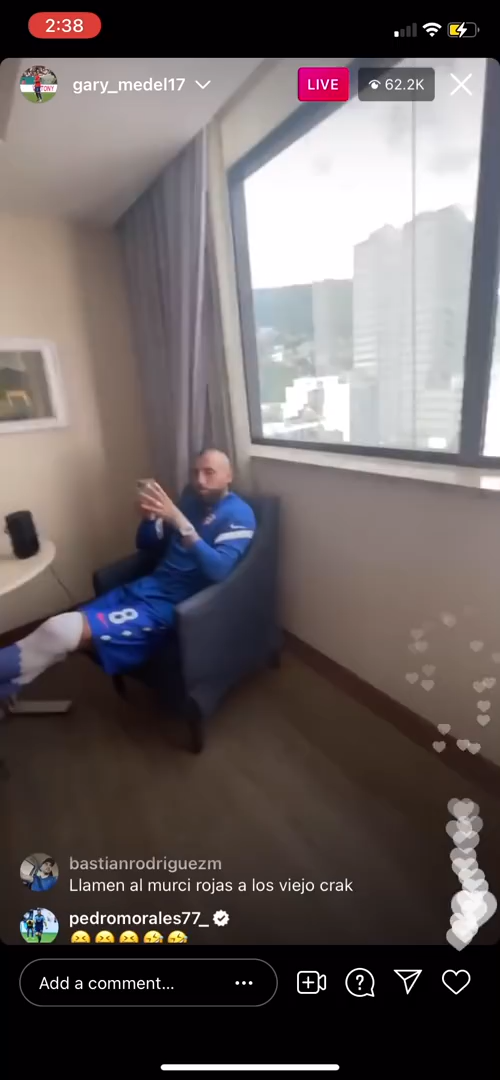 2:38
gary_medel17
LIVE
62.2K
8
bastianrodriguezm
Llamen al murci rojas a los viejo crak
pedromorales77_
😆😆😆🤣🤣
Add a comment...